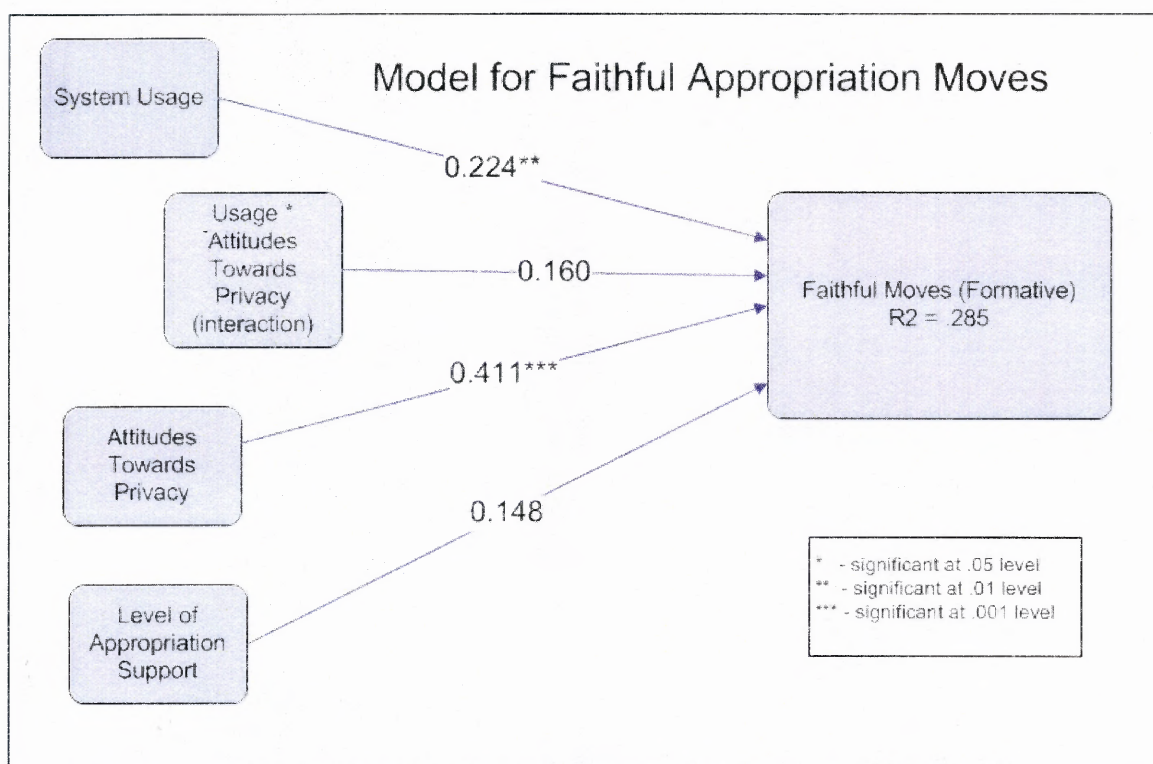 Model for Faithful Appropriation Moves
System Usage
0.224**
Usage *
Attitudes
Towards
Privacy
(interaction)
0.160
Faithful Moves (Formative)
R2 = .285
0.411***
Attitudes
Towards
Privacy
0.148
Level of
Appropriation
Support
* - significant at .05 level
** - significant at .01 level
*** - significant at .001 level